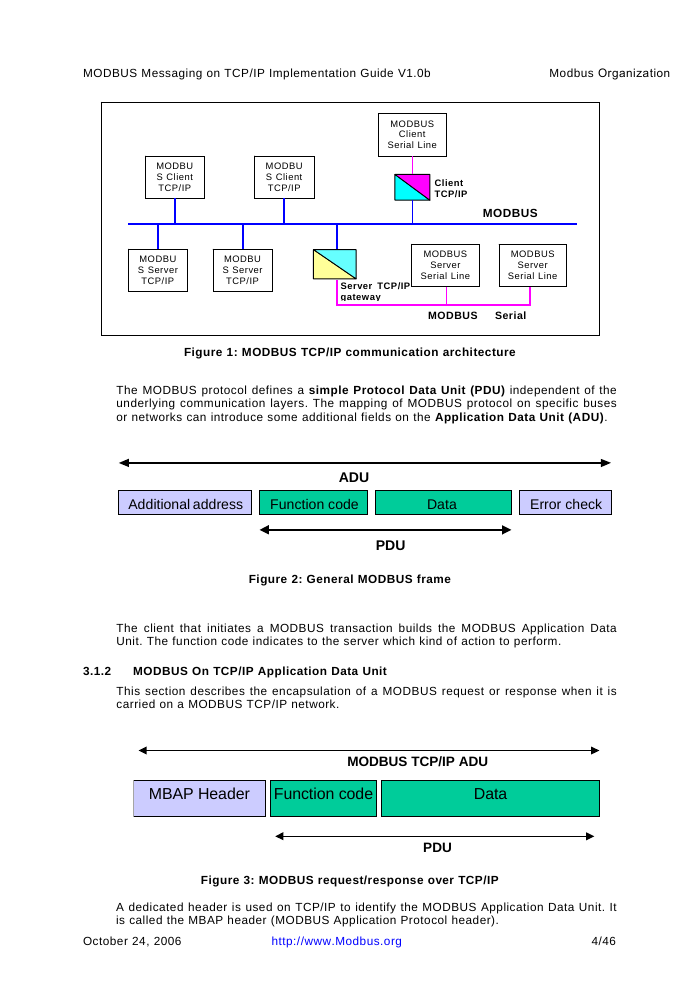 MODBUS Messaging on TCP/IP Implementation Guide V1.0b Modbus Organization
MODBUS
Client
Serial Line
MODBU
S Client
TCP/IP
MODBU
S Client
TCP/IP
Client
TCP/IP
MODBUS
MODBU
S Server
TCP/IP
MODBU
S Server
TCP/IP
Server TCP/IP
gateway
MODBUS
Server
Serial Line
MODBUS
Server
Serial Line
MODBUS Serial
Figure 1: MODBUS TCP/IP communication architecture
The MODBUS protocol defines a simple Protocol Data Unit (PDU) independent of the
underlying communication layers. The mapping of MODBUS protocol on specific buses
or networks can introduce some additional fields on the Application Data Unit (ADU).
ADU
Additional address Function code Data Error check
PDU
Figure 2: General MODBUS frame
The client that initiates a MODBUS transaction builds the MODBUS Application Data
Unit. The function code indicates to the server which kind of action to perform.
3.1.2 MODBUS On TCP/IP Application Data Unit
This section describes the encapsulation of a MODBUS request or response when it is
carried on a MODBUS TCP/IP network.
MODBUS TCP/IP ADU
MBAP Header Function code Data
PDU
Figure 3: MODBUS request/response over TCP/IP
A dedicated header is used on TCP/IP to identify the MODBUS Application Data Unit. It
is called the MBAP header (MODBUS Application Protocol header).
October 24, 2006 http://www.Modbus.org 4/46